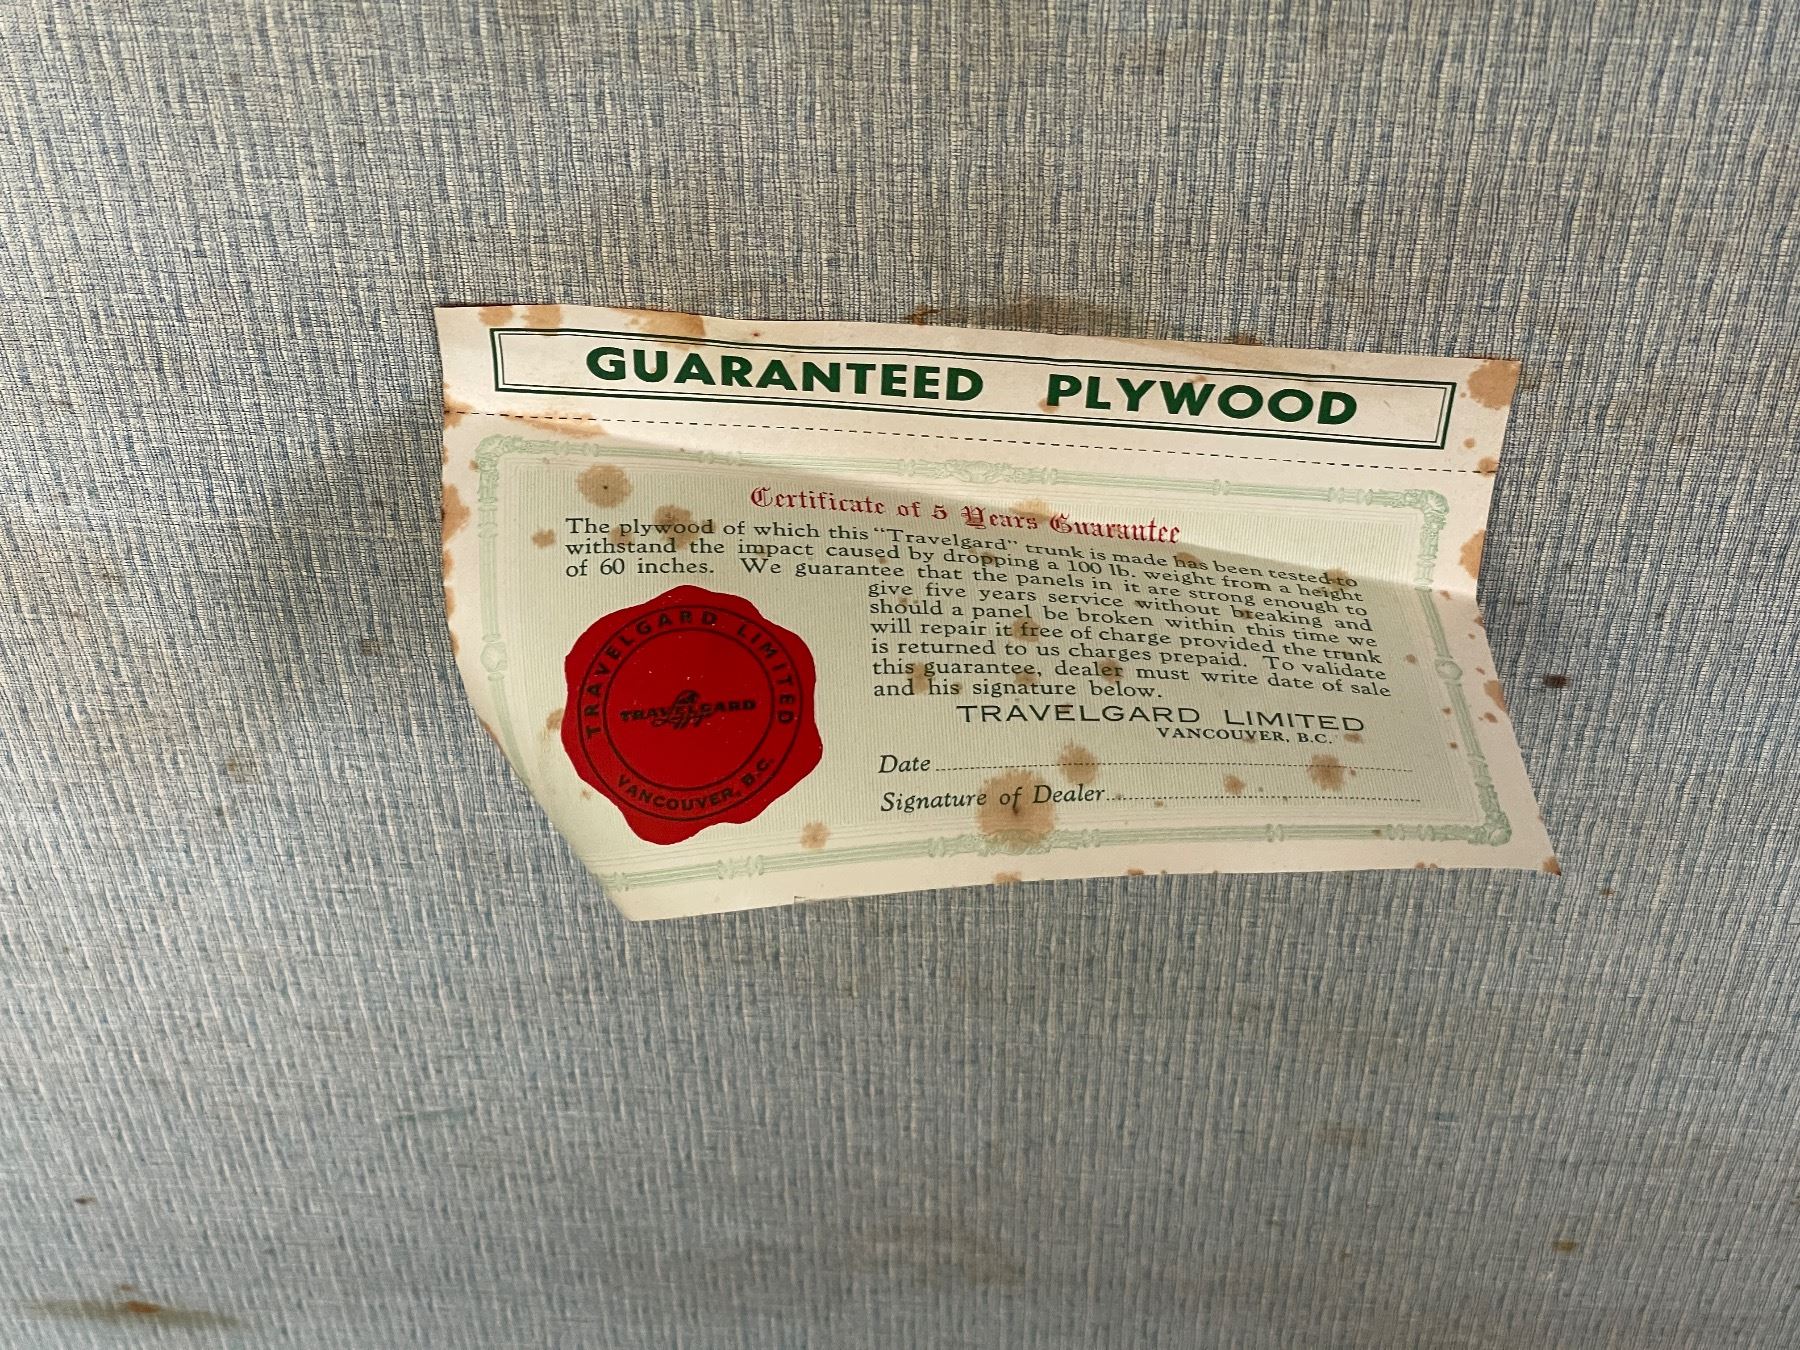 GUARANTEED PLYWOOD
Certificate of 5 Years Guarantee
The plywood of which this "Travelgard" trunk is made has been tested to
withstand the impact caused by dropping a 100 lb. weight from a height
of 60 inches. We guarantee that the panels in it are strong enough to
give five years service without breaking and
should a panel be broken within this time we
will repair it free of charge provided the trunk
is returned to us charges prepaid. To validate
this guarantee, dealer must write date of sale
and his signature below.
TRAVELGARD LIMITED
VANCOUVER, B.C.
Date
Signature of Dealer
TRAVELGARD LIMITED
TRAVELGARD
VANCOUVER, B.C.